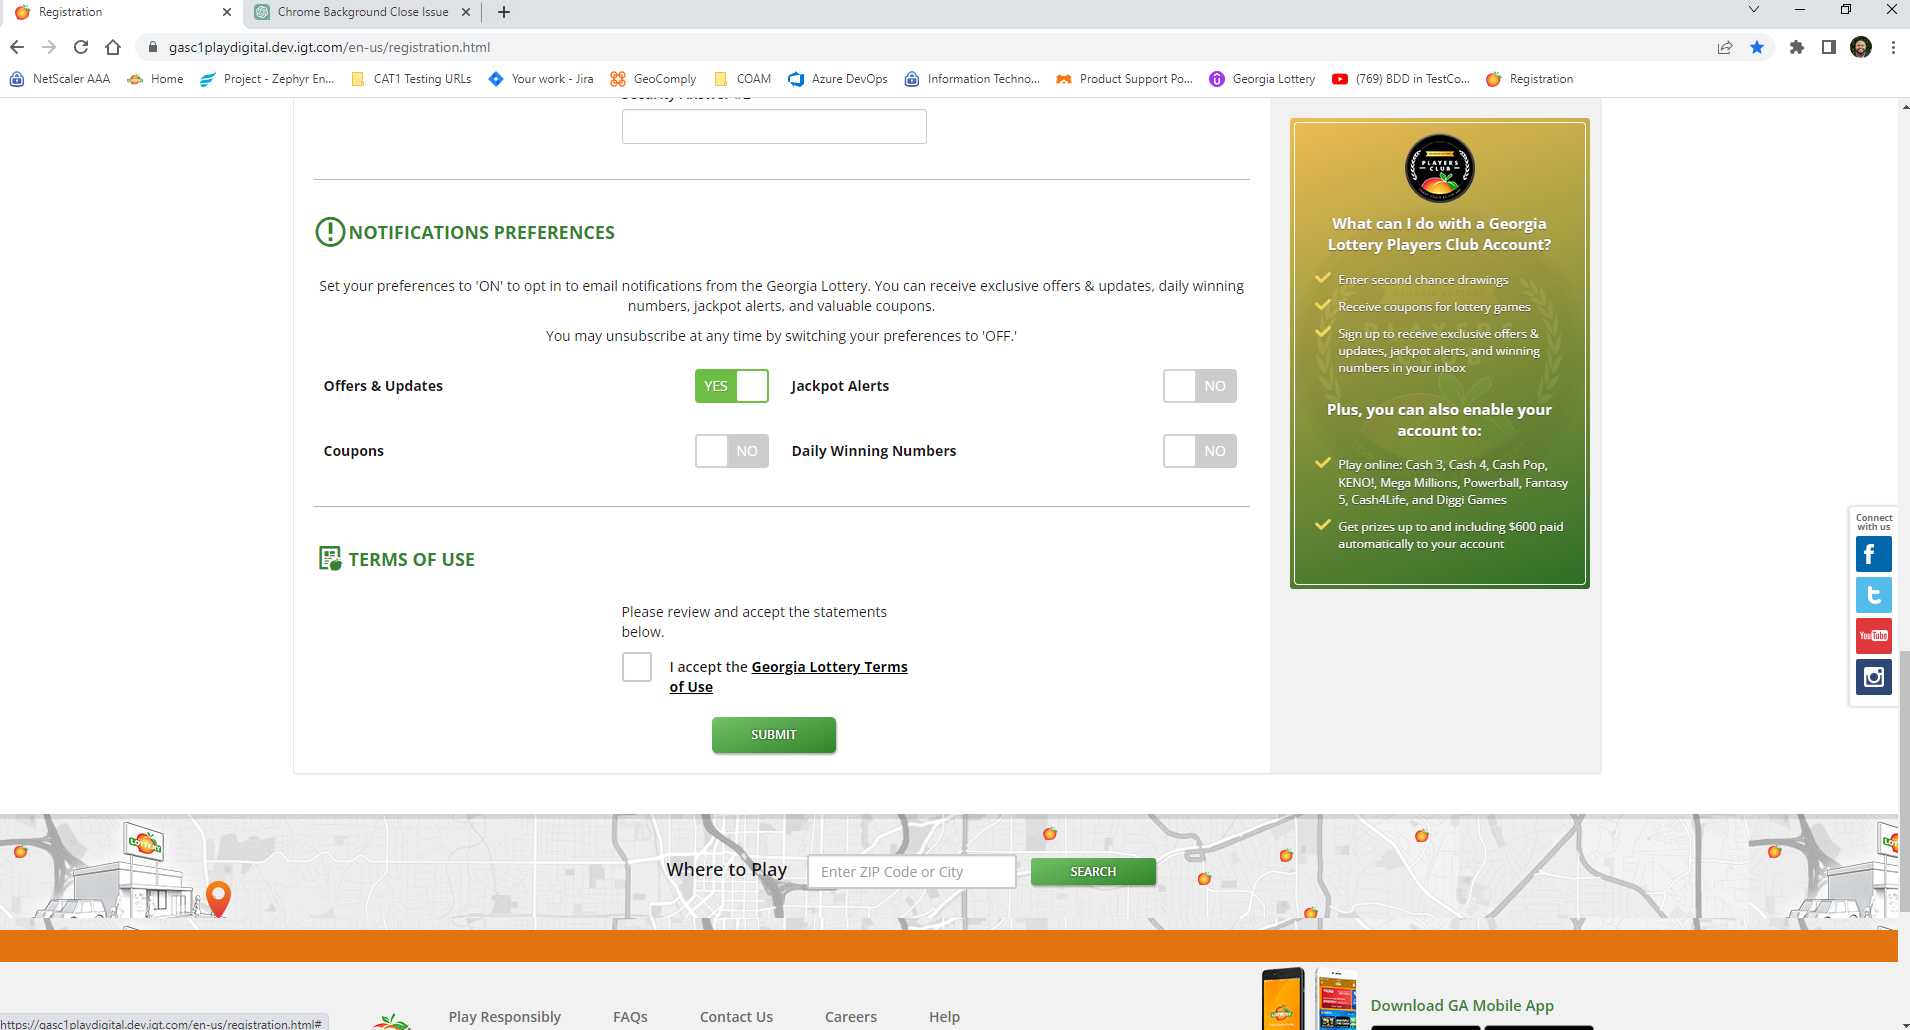 Registration
Chrome Background Close Issue
gasc1playdigital.dev.igt.com/en-us/registration.html
NetScaler AAA
Home
Project - Zephyr En...
CAT1 Testing URLs
Your work - Jira
GeoComply
COAM
Azure DevOps
Information Techno...
Product Support Po...
Georgia Lottery
(769) BDD in TestCo...
Registration
NOTIFICATIONS PREFERENCES
Set your preferences to 'ON' to opt in to email notifications from the Georgia Lottery. You can receive exclusive offers & updates, daily winning
numbers, jackpot alerts, and valuable coupons.
You may unsubscribe at any time by switching your preferences to 'OFF.'
Offers & Updates
YES
Jackpot Alerts
NO
Coupons
NO
Daily Winning Numbers
NO
TERMS OF USE
Please review and accept the statements
below.
I accept the Georgia Lottery Terms
of Use
SUBMIT
PLAYERS
CLUB
What can I do with a Georgia
Lottery Players Club Account?
Enter second chance drawings
Receive coupons for lottery games
Sign up to receive exclusive offers &
updates, jackpot alerts, and winning
numbers in your inbox
Plus, you can also enable your
account to:
Play online: Cash 3, Cash 4, Cash Pop,
KENO!, Mega Millions, Powerball, Fantasy
5, Cash4Life, and Diggi Games
Get prizes up to and including $600 paid
automatically to your account
Connect
with us
You Tube
LOTTERY
Where to Play
Enter ZIP Code or City
SEARCH
https://gasc1playdigital.dev.igt.com/en-us/registration.html#
Play Responsibly
FAQs
Contact Us
Careers
Help
Download GA Mobile App